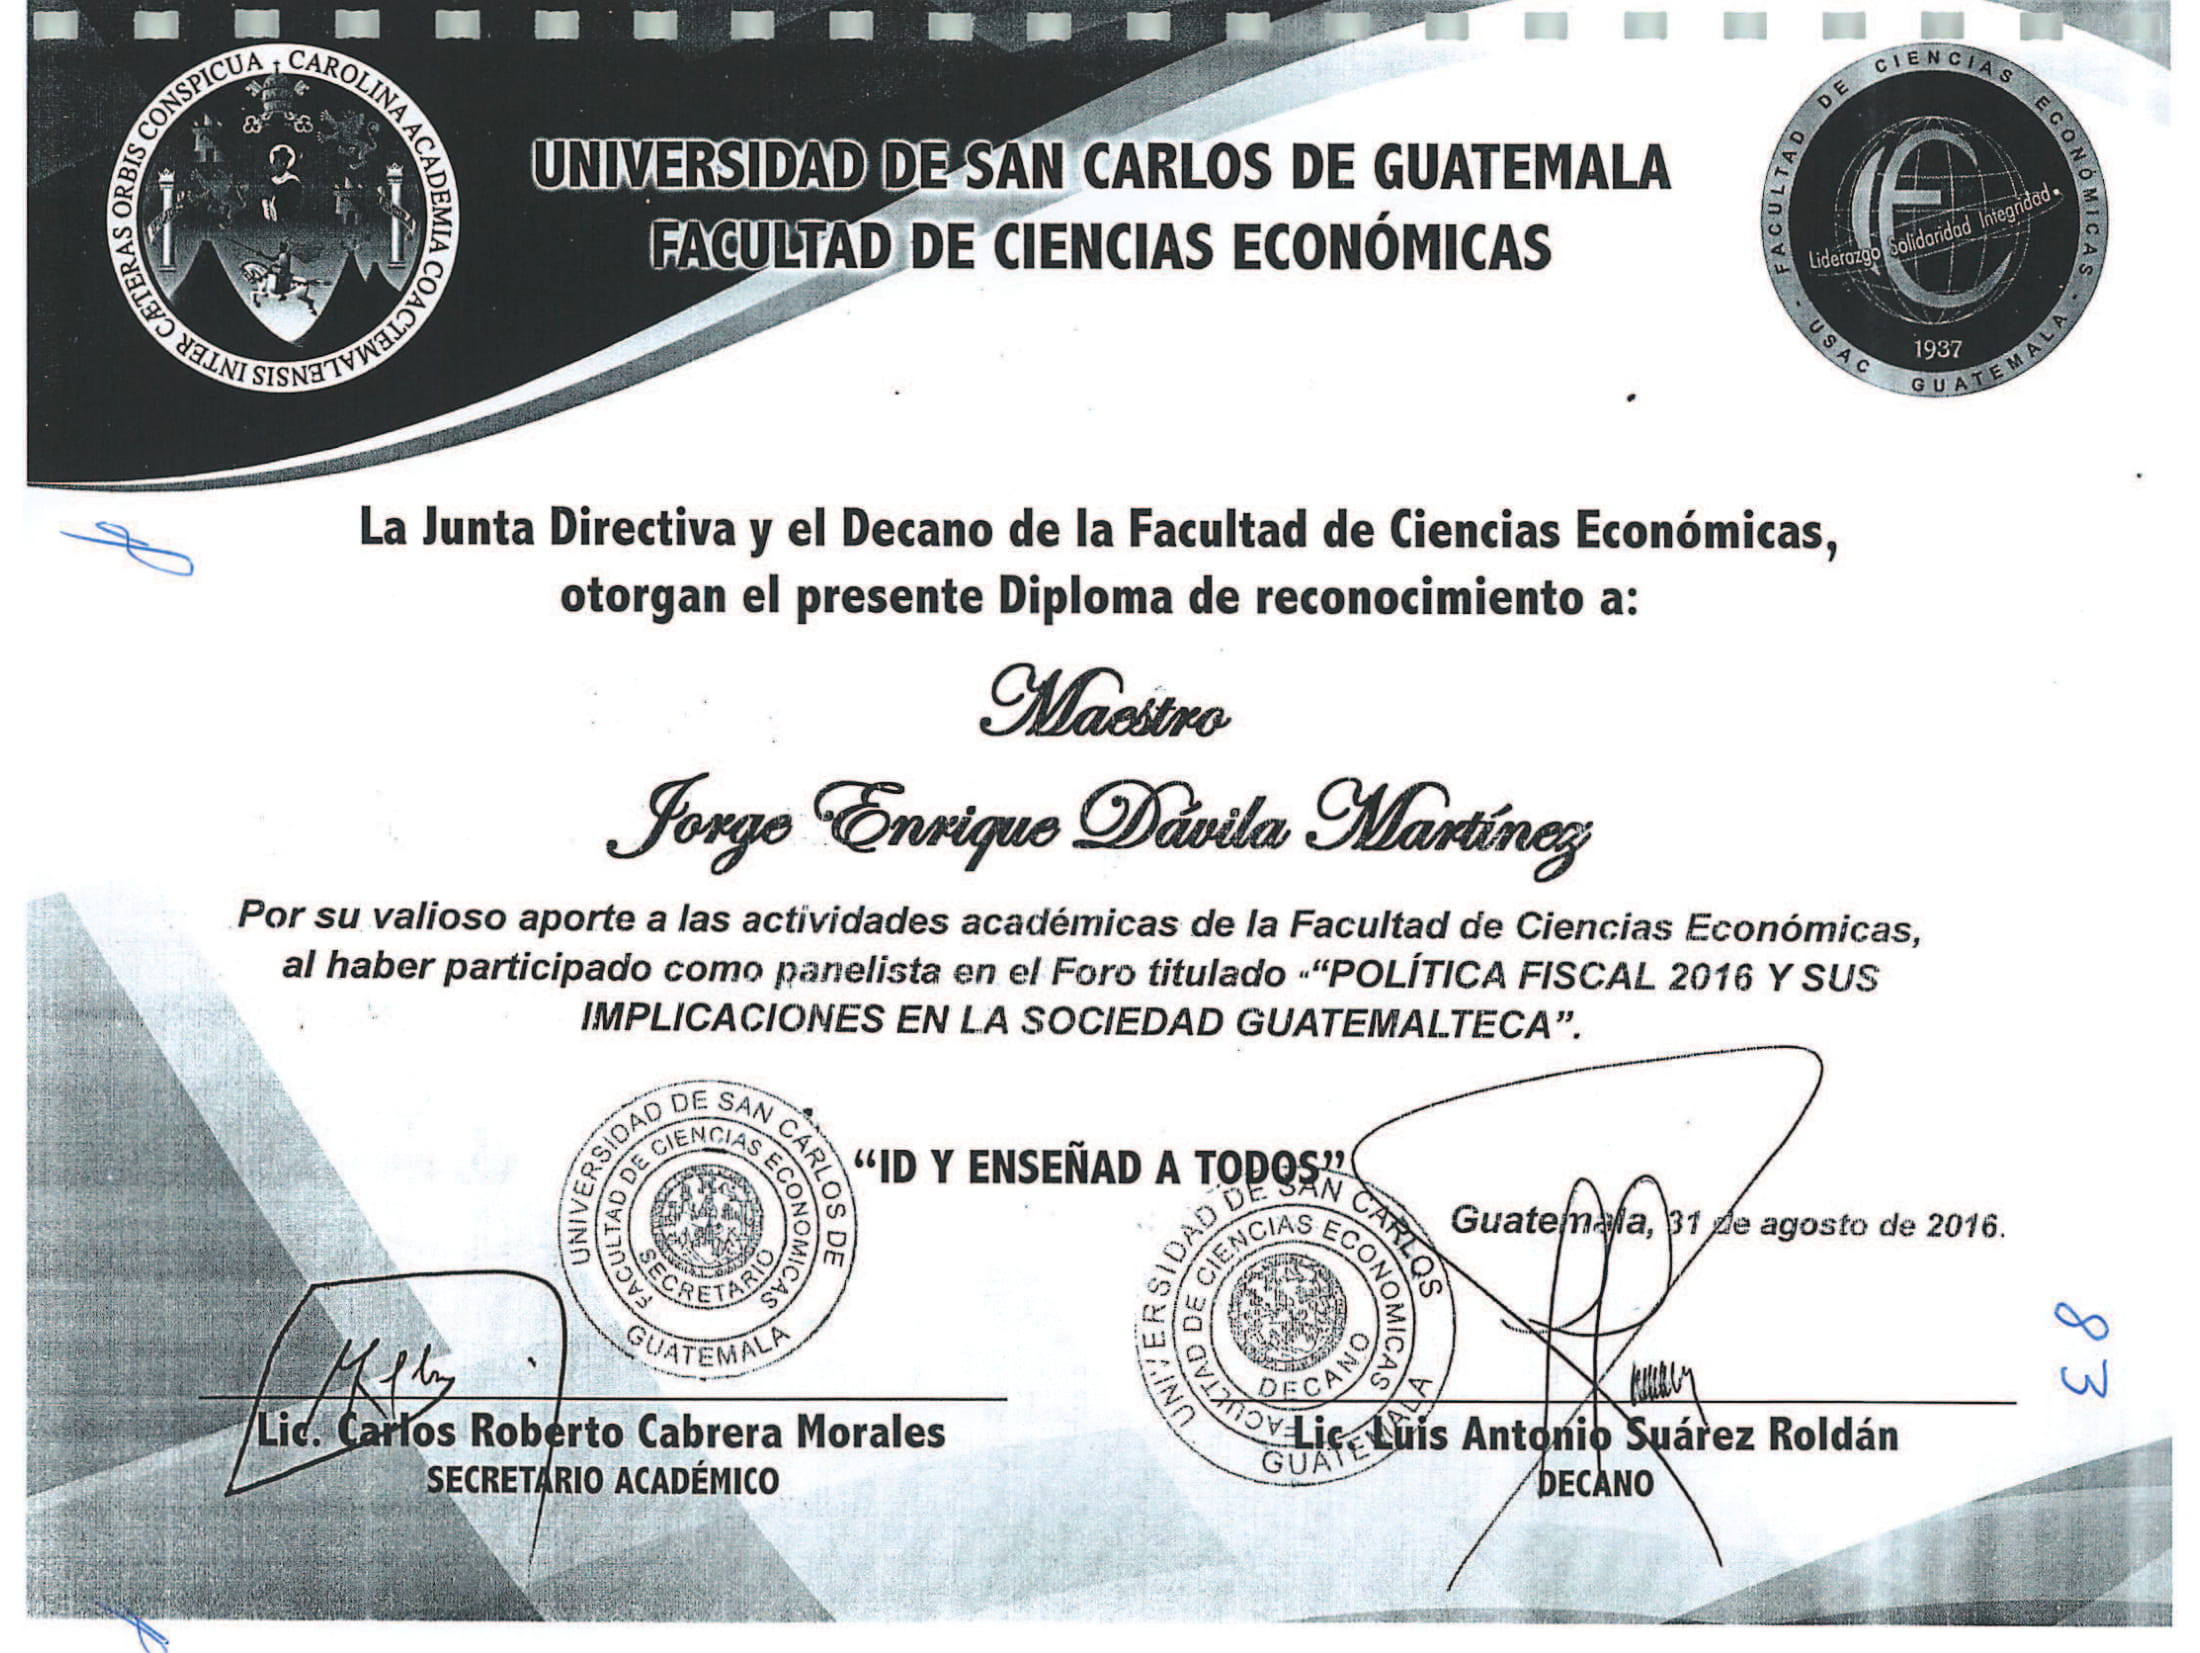 CAROLINA ACADEMIA COACTEMALENSIS INTER CÆTERAS ORBIS CONSPICUA
FACULTAD DE CIENCIAS ECONÓMICAS
· USAC GUATEMALA ·
Liderazgo Solidaridad Integridad
1937
UNIVERSIDAD DE SAN CARLOS DE GUATEMALA
FACULTAD DE CIENCIAS ECONÓMICAS
La Junta Directiva y el Decano de la Facultad de Ciencias Económicas,
otorgan el presente Diploma de reconocimiento a:
Maestro
Jorge Enrique Dávila Martínez
Por su valioso aporte a las actividades académicas de la Facultad de Ciencias Económicas,
al haber participado como panelista en el Foro titulado “POLÍTICA FISCAL 2016 Y SUS
IMPLICACIONES EN LA SOCIEDAD GUATEMALTECA”.
“ID Y ENSEÑAD A TODOS”
Guatemala, 31 de agosto de 2016.
UNIVERSIDAD DE SAN CARLOS DE
GUATEMALA
FACULTAD DE CIENCIAS ECONOMICAS
SECRETARIO
UNIVERSIDAD DE SAN CARLOS
GUATEMALA
FACULTAD DE CIENCIAS ECONOMICAS
DECANO
83
Lic. Carlos Roberto Cabrera Morales
SECRETARIO ACADÉMICO
Lic. Luis Antonio Suárez Roldán
DECANO